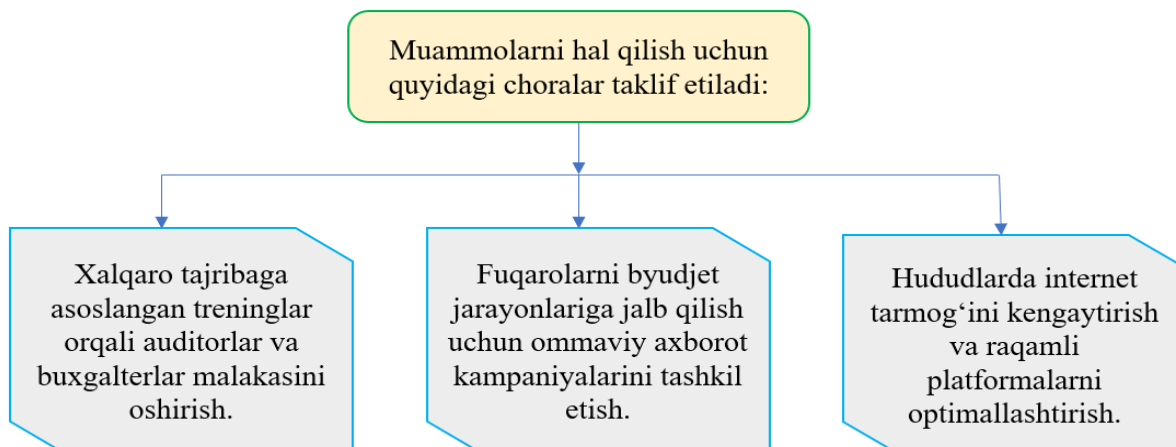 Muammolarni hal qilish uchun
quyidagi choralar taklif etiladi:
Xalqaro tajribaga
asoslangan treninglar
orqali auditorlar va
buxgalterlar malakasini
oshirish.
Fuqarolarni byudjet
jarayonlariga jalb qilish
uchun ommaviy axborot
kampaniyalarini tashkil
etish.
Hududlarda internet
tarmog‘ini kengaytirish
va raqamli
platformalarni
optimallashtirish.